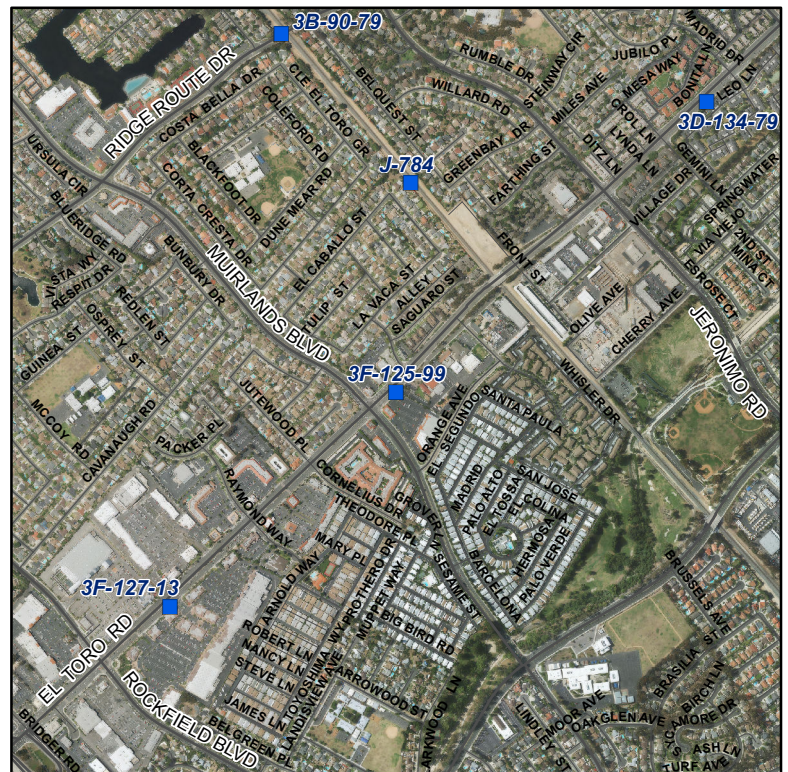 3B-90-79
MADRID DR
JUBILO PL
RUMBLE DR
STEINWAY CIR
MESA WAY
BONITA LN
LEO LN
RIDGE ROUTE DR
CLE EL TORO GR
BELQUEST ST
WILLARD RD
MILES AVE
CROL LN
LYNDA LN
DITZ LN
3D-134-79
COSTA BELLA DR
COLEFORD RD
GREENBAY DR
FARTHING ST
GEMINI LN
SPRINGWATER
URSULA CIR
BLACKFOOT DR
J-784
VILLAGE DR
VIA VIEJO
2ND ST
MINA CT
CORTA CRESTA DR
DUNE MEAR RD
BLUERIDGE RD
EL CABALLO ST
FRONT ST
ESROSE CT
VISTA WY
RESPIT DR
BUNBURY DR
MUIRLANDS BLVD
TULIP ST
LA VACA ST
ALLEY
SAGUARO ST
OLIVE AVE
CHERRY AVE
REDLEN ST
OSPREY ST
GUINEA ST
JERONIMO RD
3F-125-99
WHISLER DR
JUTEWOOD PL
ORANGE AVE
EL SEGUNDO
SANTA PAULA
MCCOY RD
CAVANAUGH RD
PACKER PL
RAYMOND WAY
CORNELIUS DR
THEODORE PL
GROVER LN
MADRID
PALO ALTO
EL TOSSA
EL COLINA
SAN JOSE
HERMOSA
PALO VERDE
BARCELONA
MARY PL
ARNOLD WAY
PROTHERO DR
MUPPET WAY
SESAME ST
3F-127-13
BIG BIRD RD
BRUSSELS AVE
EL TORO RD
ROBERT LN
NANCY LN
STEVE LN
TOYOSHIMA WY
LANDISVIEW AVE
JAMES LN
BELGREEN PL
ARROWOOD ST
ARKWOOD LN
ROCKFIELD BLVD
BRIDGER RD
LINDLEY ST
MOOR AVE
OAKGLEN AVE
BRASILIA ST
BIRCH LN
AMORE DR
ASH LN
TURF AVE